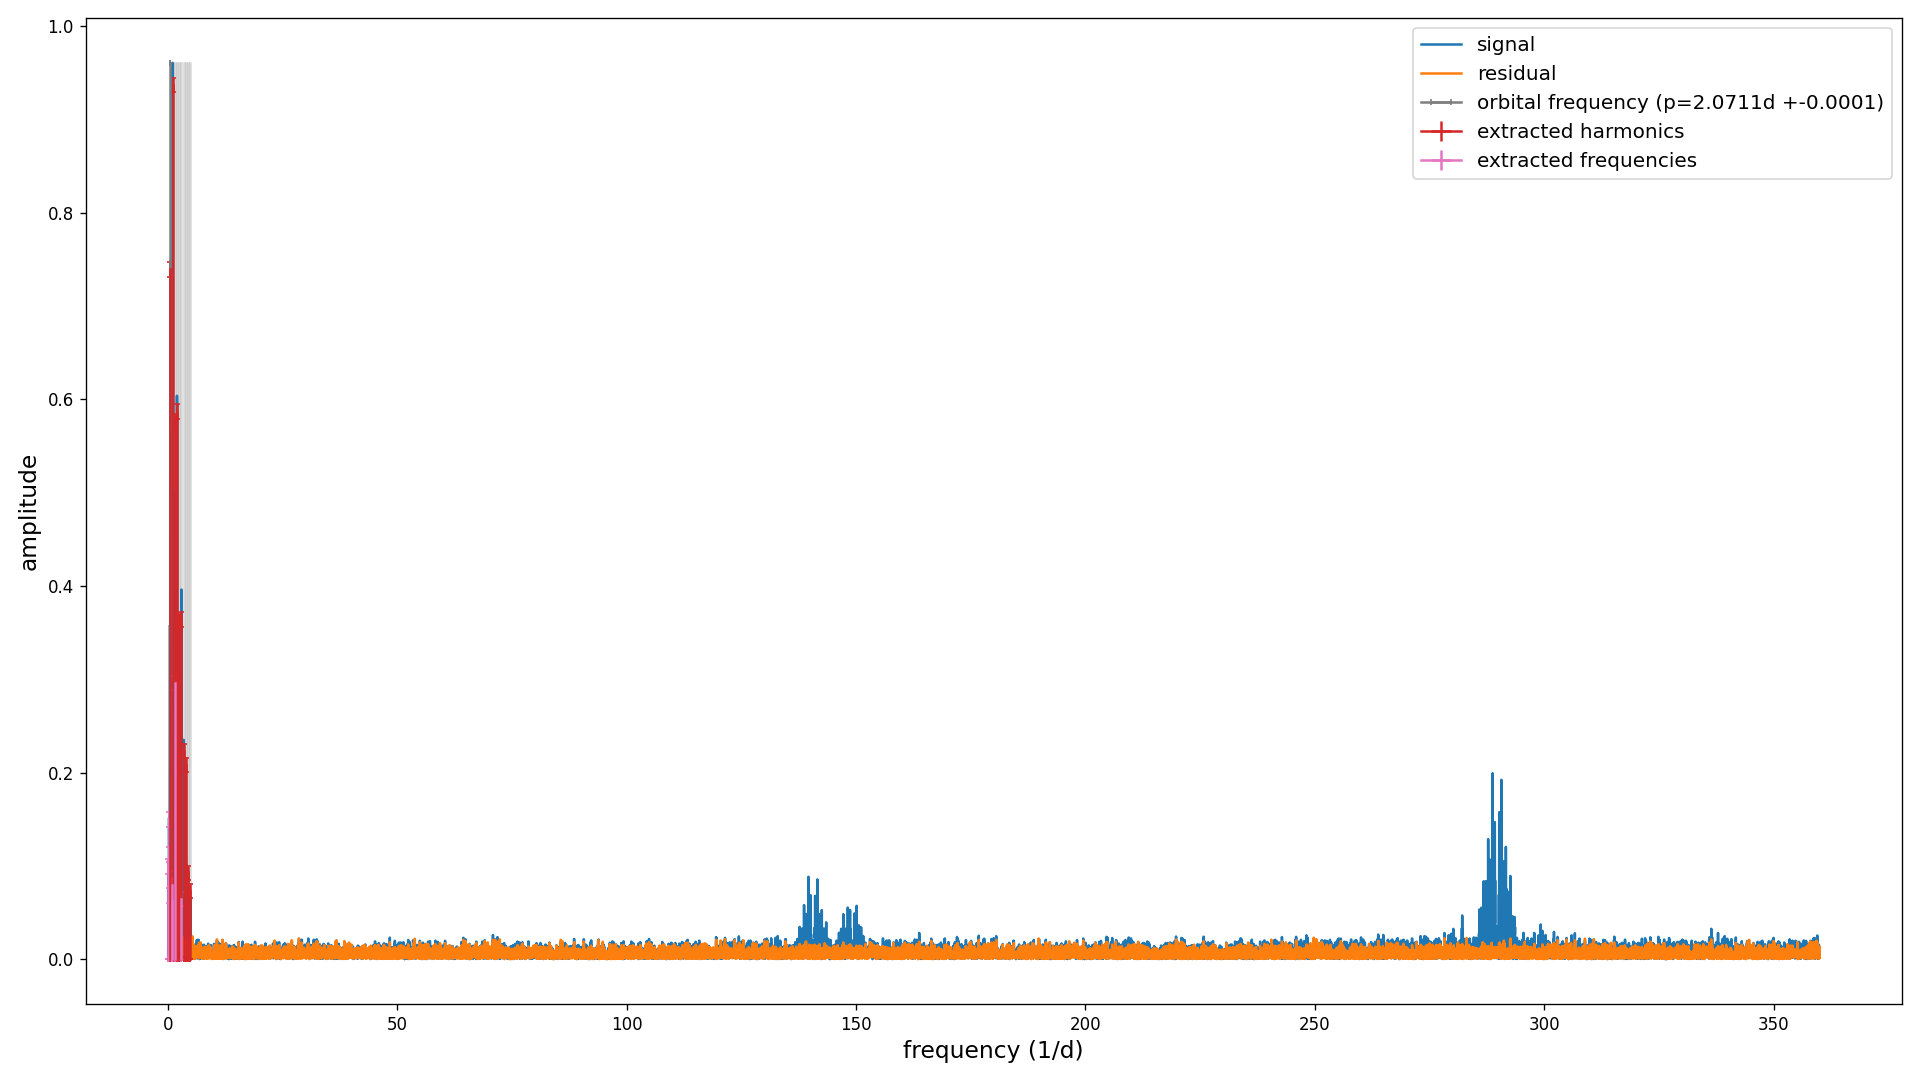 1.0
0.8
0.6
0.4
0.2
0.0
amplitude
signal
residual
orbital frequency (p=2.0711d +-0.0001)
extracted harmonics
extracted frequencies
0 50 100 150 200 250 300 350
frequency (1/d)